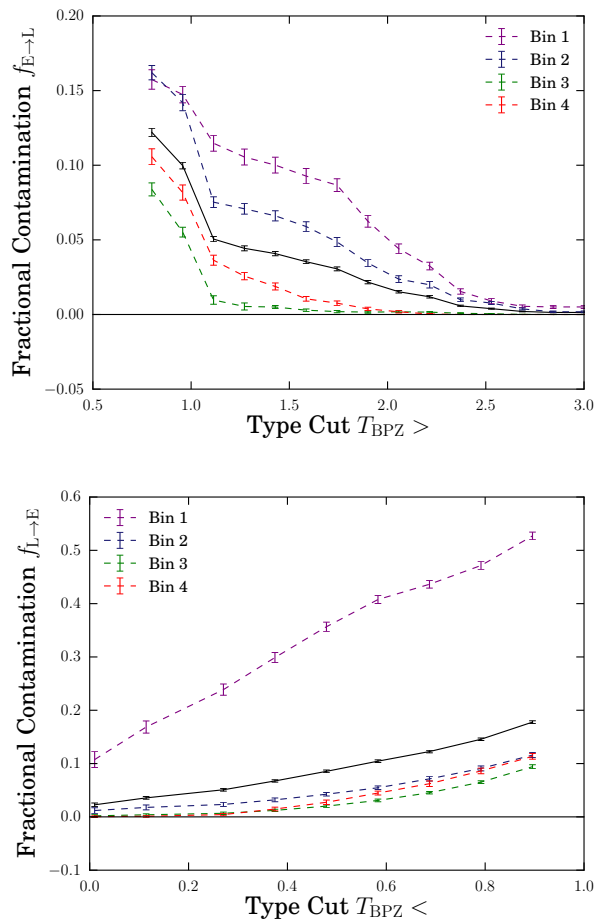 Fractional Contamination f_E→L
0.20
0.15
0.10
0.05
0.00
−0.05
Bin 1
Bin 2
Bin 3
Bin 4
0.5 1.0 1.5 2.0 2.5 3.0
Type Cut T_BPZ >
Fractional Contamination f_L→E
0.6
0.5
0.4
0.3
0.2
0.1
0.0
−0.1
Bin 1
Bin 2
Bin 3
Bin 4
0.0 0.2 0.4 0.6 0.8 1.0
Type Cut T_BPZ <